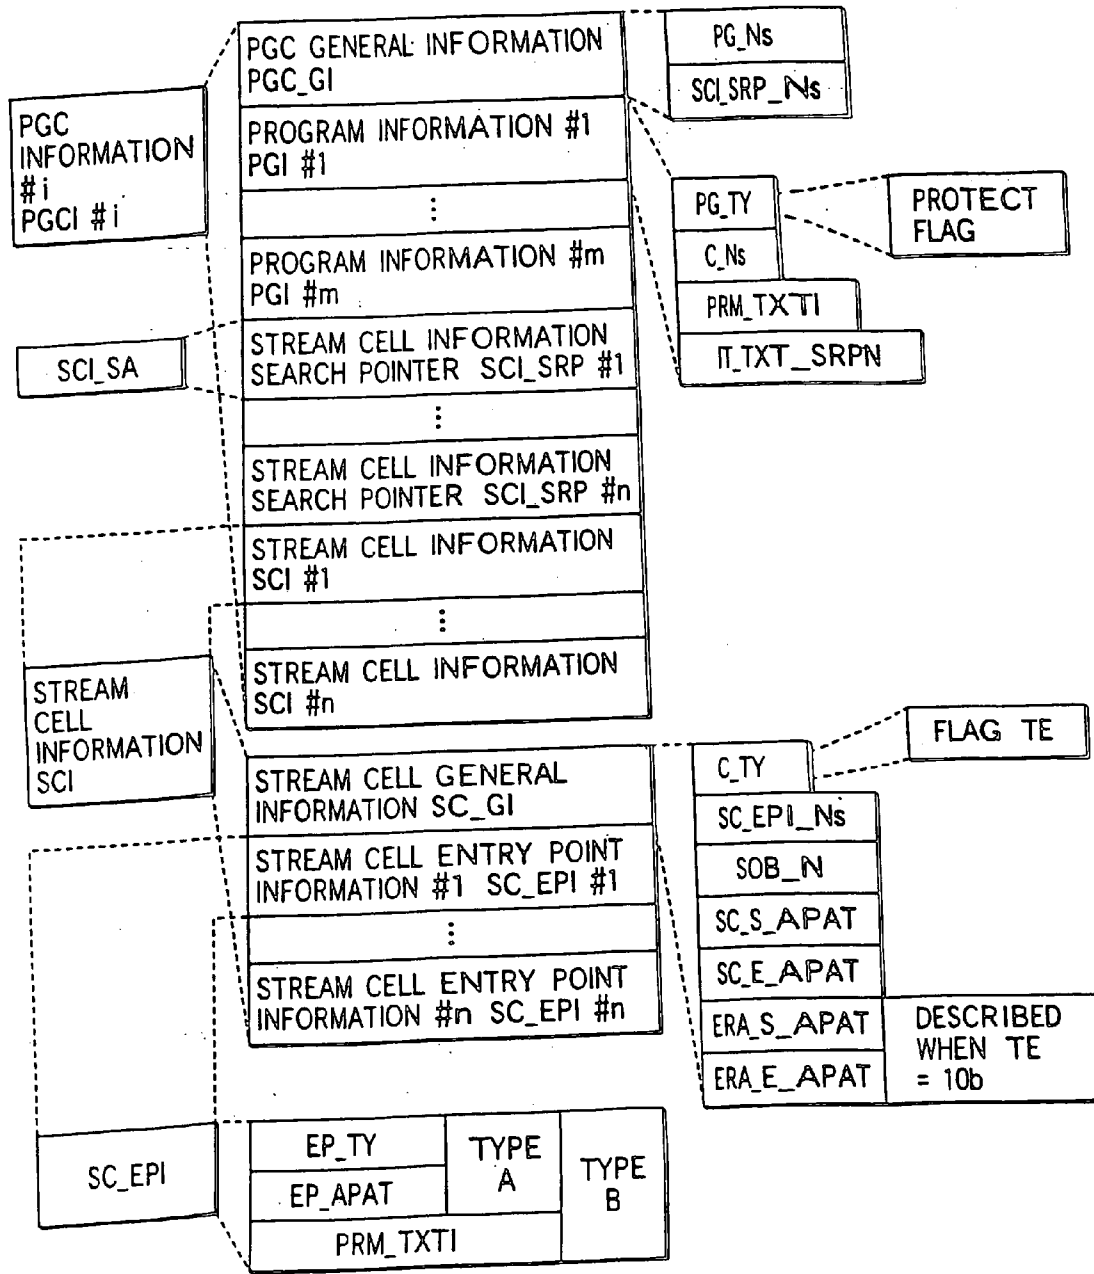 PGC
INFORMATION
#i
PGCI #i
PGC GENERAL INFORMATION
PGC_GI
PROGRAM INFORMATION #1
PGI #1
⋮
PROGRAM INFORMATION #m
PGI #m
STREAM CELL INFORMATION
SEARCH POINTER SCI_SRP #1
⋮
STREAM CELL INFORMATION
SEARCH POINTER SCI_SRP #n
STREAM CELL INFORMATION
SCI #1
⋮
STREAM CELL INFORMATION
SCI #n
PG_Ns
SCI_SRP_Ns
PG_TY
C_Ns
PRM_TXTI
IT_TXT_SRPN
PROTECT
FLAG
SCI_SA
STREAM
CELL
INFORMATION
SCI
STREAM CELL GENERAL
INFORMATION SC_GI
STREAM CELL ENTRY POINT
INFORMATION #1 SC_EPI #1
⋮
STREAM CELL ENTRY POINT
INFORMATION #n SC_EPI #n
C_TY
SC_EPI_Ns
SOB_N
SC_S_APAT
SC_E_APAT
ERA_S_APAT
ERA_E_APAT
FLAG TE
DESCRIBED
WHEN TE
= 10b
SC_EPI
EP_TY
EP_APAT
PRM_TXTI
TYPE
A
TYPE
B